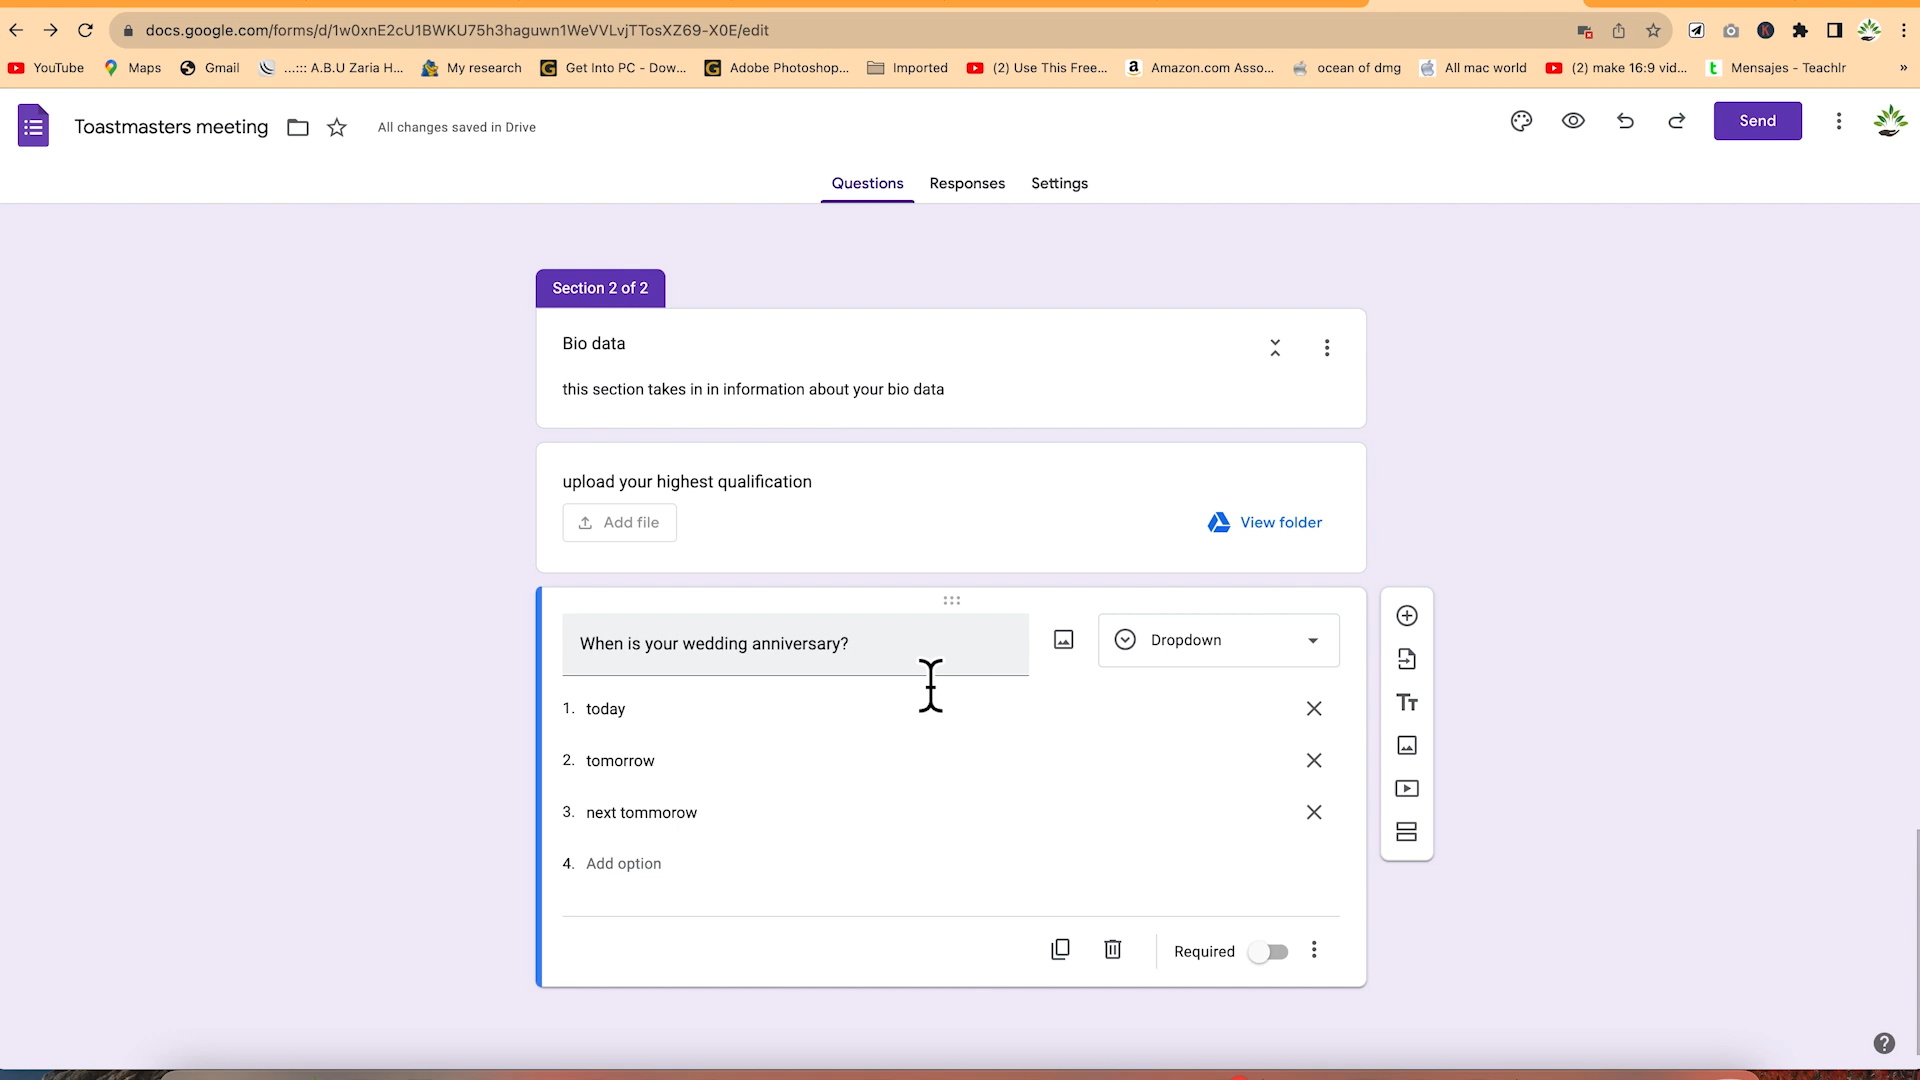 docs.google.com/forms/d/1w0xnE2cU1BWKU75h3haguwn1WeVVLvjTTosXZ69-X0E/edit
YouTube Maps Gmail ...::: A.B.U Zaria H... My research Get Into PC - Dow... Adobe Photoshop... Imported (2) Use This Free... Amazon.com Asso... ocean of dmg All mac world (2) make 16:9 vid... Mensajes - Teachlr »
Toastmasters meeting All changes saved in Drive Send
Questions Responses Settings
Section 2 of 2
Bio data
this section takes in in information about your bio data
upload your highest qualification
Add file View folder
When is your wedding anniversary? Dropdown
1. today
2. tomorrow
3. next tommorow
4. Add option
Required